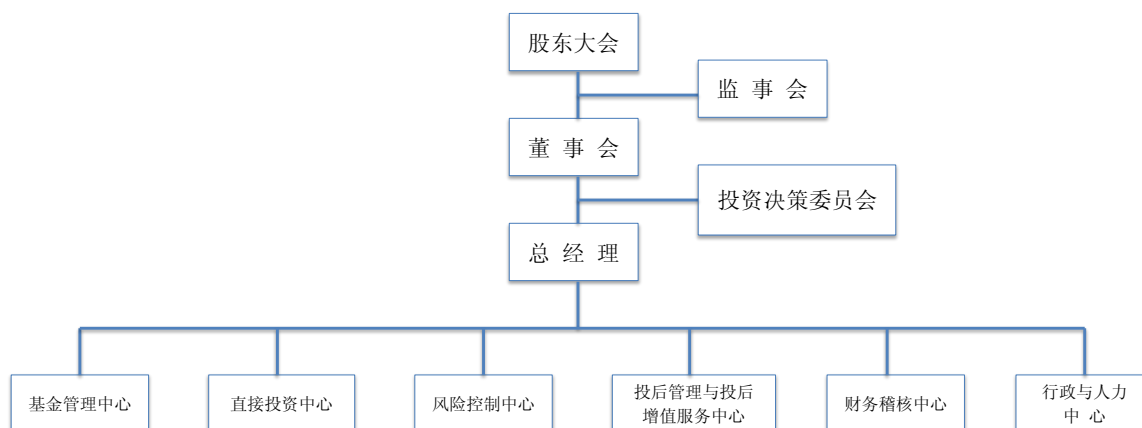 股东大会
监 事 会
董 事 会
投资决策委员会
总 经 理
基金管理中心
直接投资中心
风险控制中心
投后管理与投后
增值服务中心
财务稽核中心
行政与人力
中 心